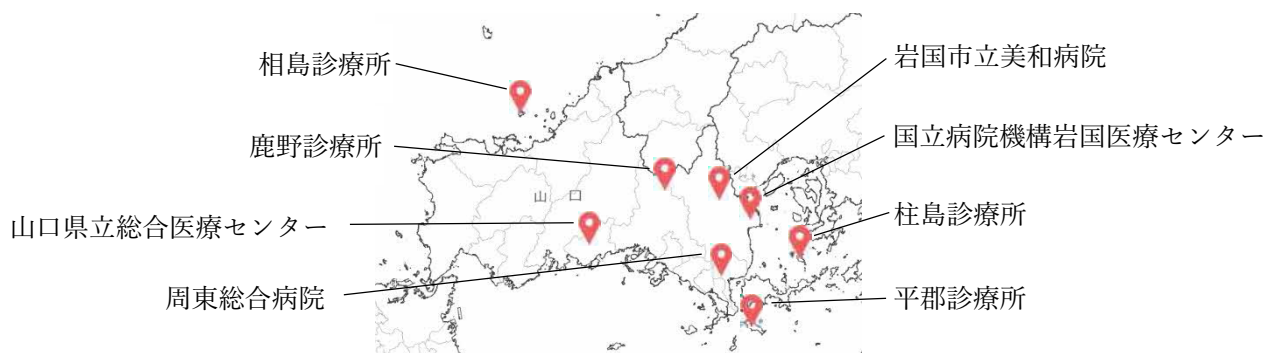 相島診療所
岩国市立美和病院
国立病院機構岩国医療センター
鹿野診療所
山 口
柱島診療所
山口県立総合医療センター
周東総合病院
平郡診療所